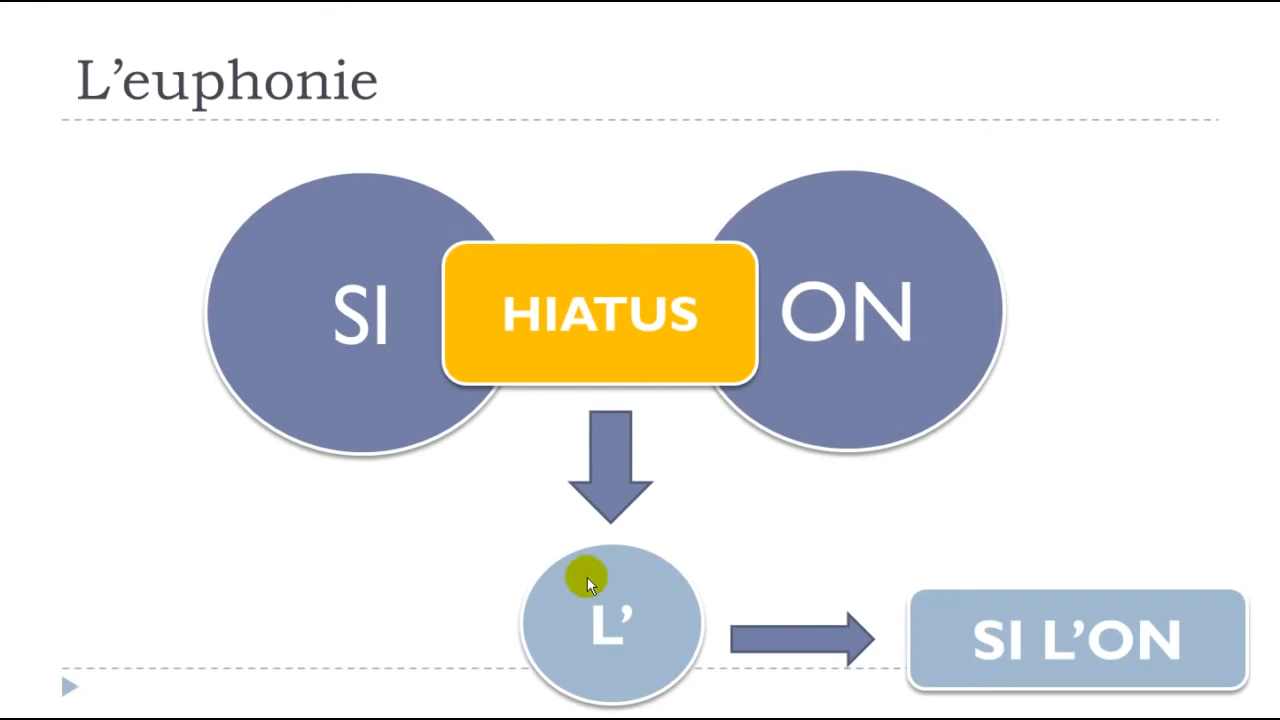 L’euphonie
SI
HIATUS
ON
L’
SI L’ON